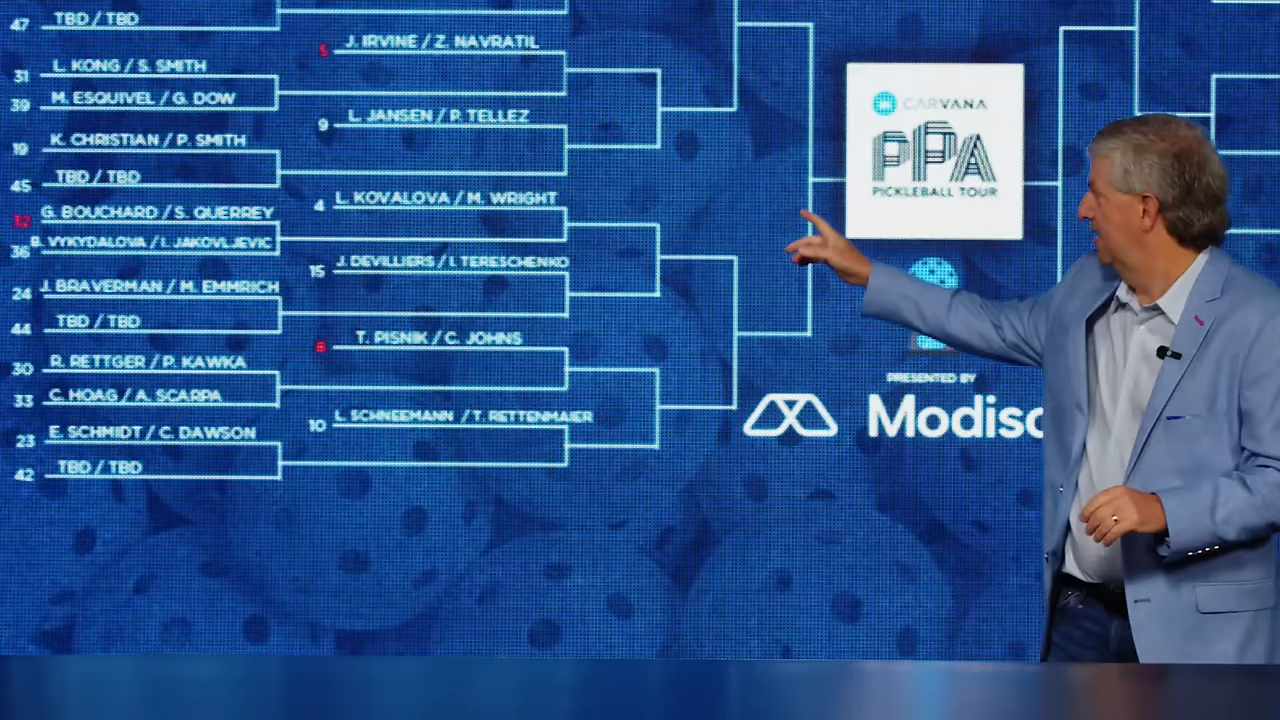 47 TBD / TBD
31 L. KONG / S. SMITH
39 M. ESQUIVEL / G. DOW
19 K. CHRISTIAN / P. SMITH
45 TBD / TBD
G. BOUCHARD / S. QUERREY
36 B. VYKYDALOVA / I. JAKOVLJEVIC
24 J. BRAVERMAN / M. EMMRICH
44 TBD / TBD
30 R. RETTGER / P. KAWKA
33 C. HOAG / A. SCARPA
23 E. SCHMIDT / C. DAWSON
42 TBD / TBD
5 J. IRVINE / Z. NAVRATIL
9 L. JANSEN / P. TELLEZ
4 L. KOVALOVA / M. WRIGHT
15 J. DEVILLIERS / I. TERESCHENKO
8 T. PISNIK / C. JOHNS
10 L. SCHNEEMANN / T. RETTENMAIER
CARVANA
PPA
PICKLEBALL TOUR
PRESENTED BY